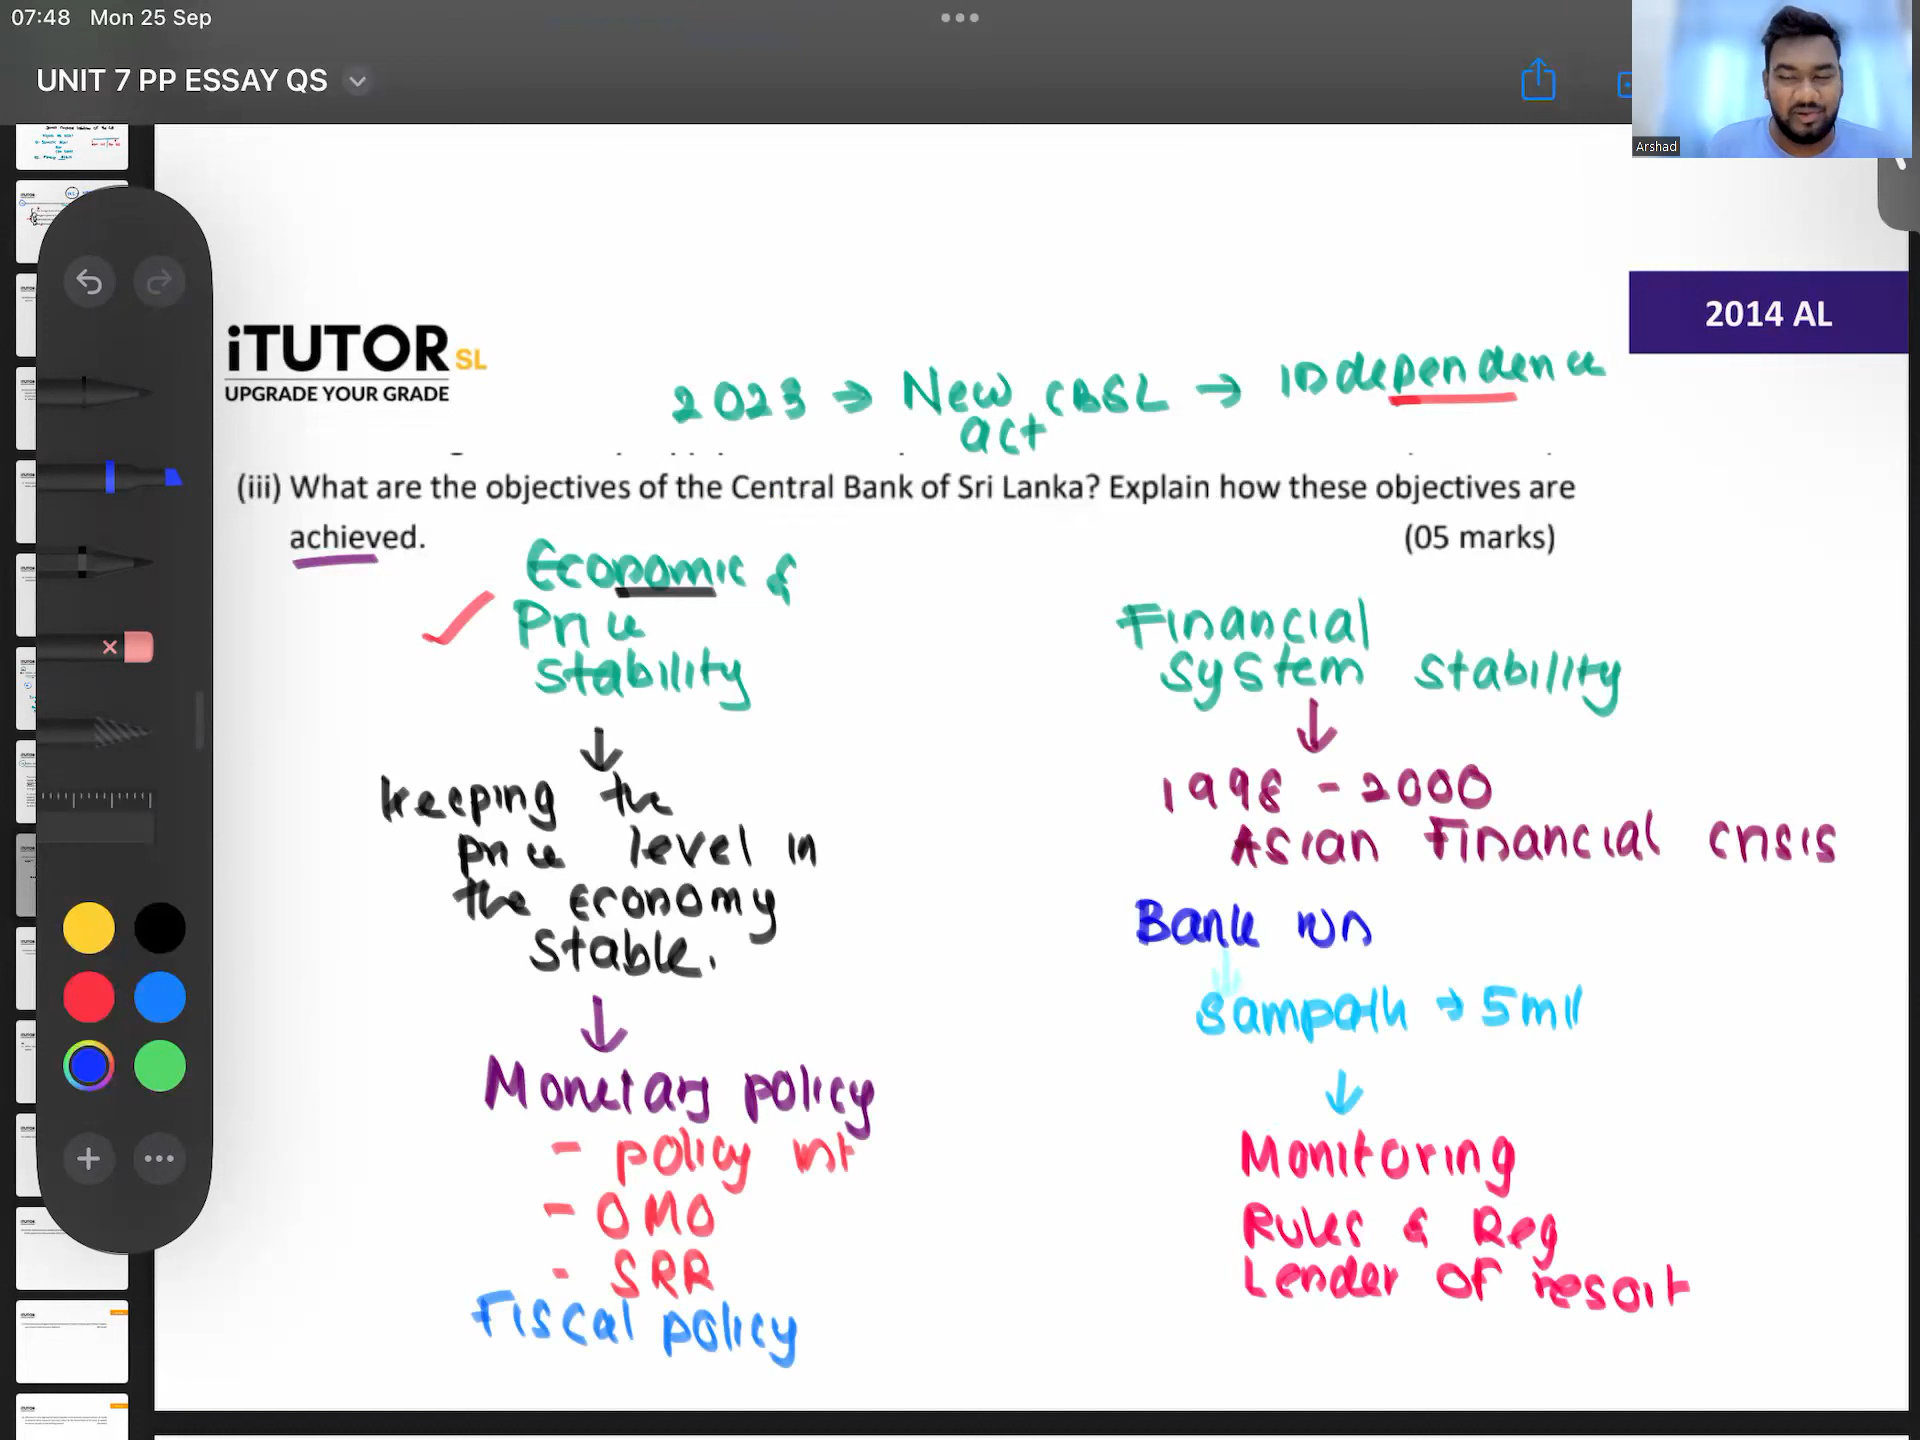 07:48 Mon 25 Sep
UNIT 7 PP ESSAY QS
Arshad
2014 AL
iTUTOR SL
UPGRADE YOUR GRADE
2023 → New CBSL → Independence
act
(iii) What are the objectives of the Central Bank of Sri Lanka? Explain how these objectives are
achieved. (05 marks)
Economic &
Price
stability
↓
keeping the
price level in
the economy
stable.
↓
Monetary policy
- policy int
- OMO
- SRR
Fiscal policy
Financial
system stability
↓
1998 - 2000
Asian Financial crisis
Bank run
↓
Sampath → 5mil
↓
Monitoring
Rules & Reg
Lender of resort